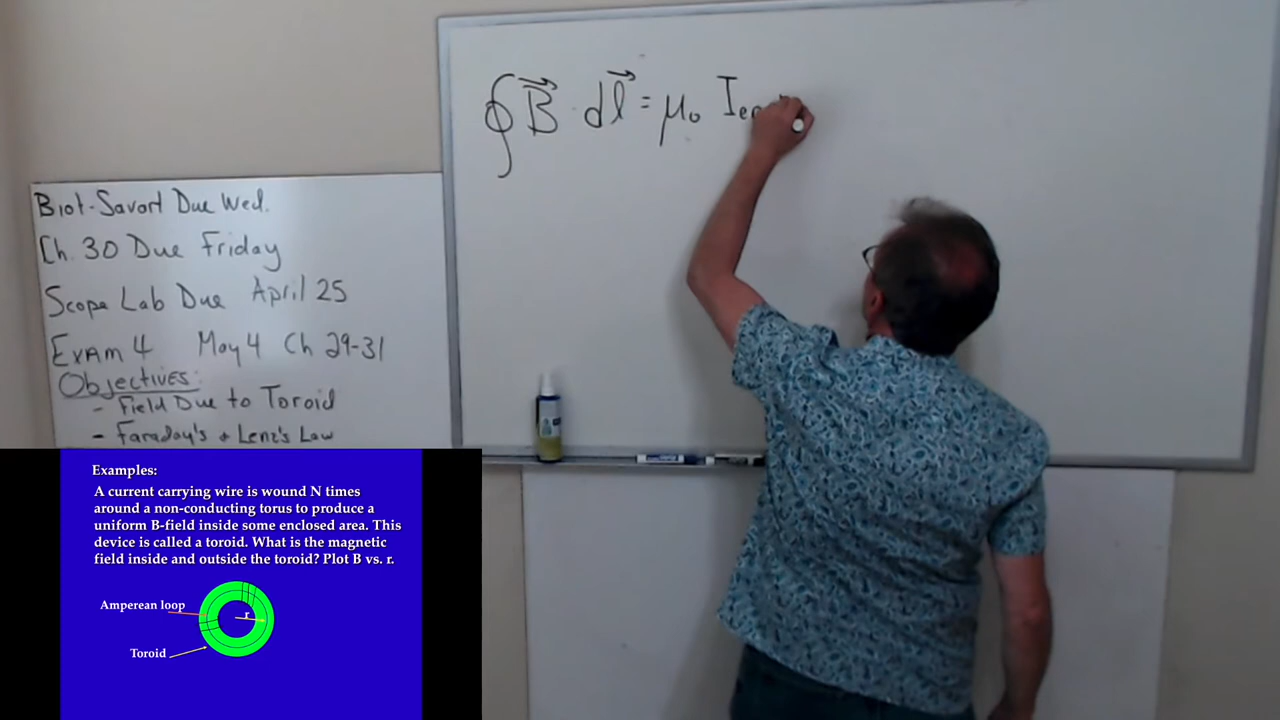 ∮ B⃗ · dl⃗ = μ₀ I
Biot-Savart Due Wed.
Ch. 30 Due Friday
Scope Lab Due April 25
Exam 4 May 4 Ch 29-31
Objectives:
- Field Due to Toroid
- Faraday's + Lenz's Law
Examples:
A current carrying wire is wound N times
around a non-conducting torus to produce a
uniform B-field inside some enclosed area. This
device is called a toroid. What is the magnetic
field inside and outside the toroid? Plot B vs. r.
Amperean loop
r
Toroid